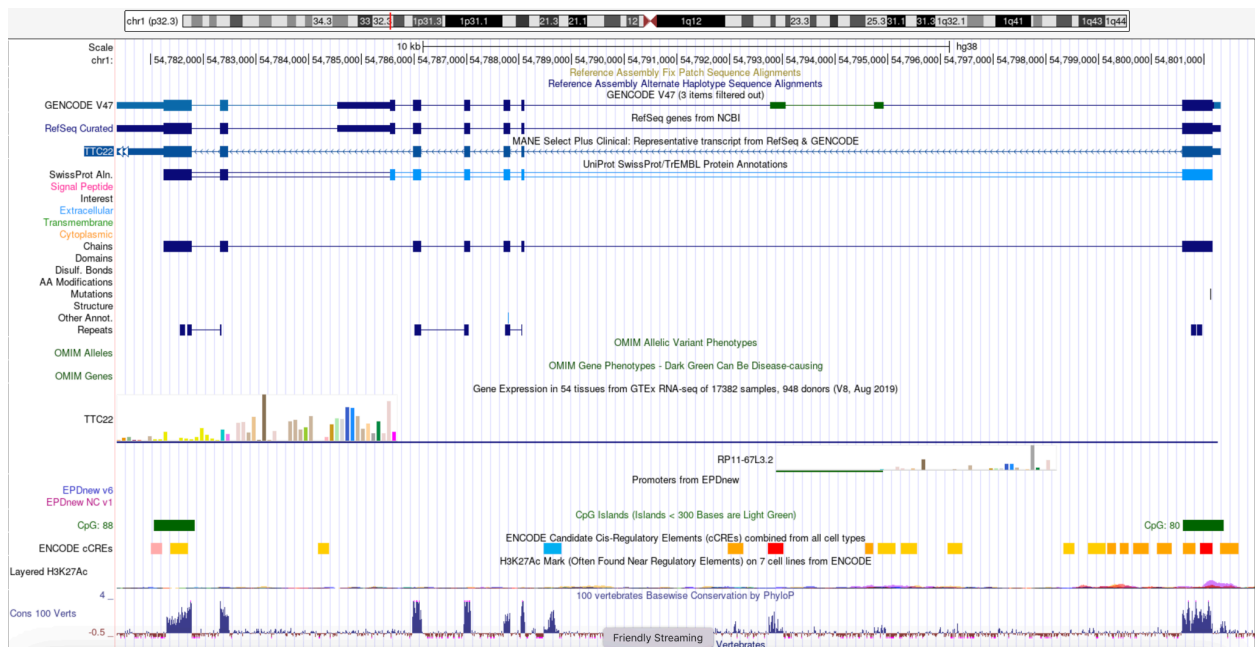 chr1 (p32.3) 34.3 33 32.3 1p31.3 1p31.1 21.3 21.1 12 1q12 23.3 25.3 31.1 31.3 1q32.1 1q41 1q43 1q44
Scale 10 kb hg38
chr1: 54,782,000 54,783,000 54,784,000 54,785,000 54,786,000 54,787,000 54,788,000 54,789,000 54,790,000 54,791,000 54,792,000 54,793,000 54,794,000 54,795,000 54,796,000 54,797,000 54,798,000 54,799,000 54,800,000 54,801,000
Reference Assembly Fix Patch Sequence Alignments
Reference Assembly Alternate Haplotype Sequence Alignments
GENCODE V47 (3 items filtered out)
GENCODE V47
RefSeq genes from NCBI
RefSeq Curated
MANE Select Plus Clinical: Representative transcript from RefSeq & GENCODE
TTC22
UniProt SwissProt/TrEMBL Protein Annotations
SwissProt Aln.
Signal Peptide
Interest
Extracellular
Transmembrane
Cytoplasmic
Chains
Domains
Disulf. Bonds
AA Modifications
Mutations
Structure
Other Annot.
Repeats
OMIM Allelic Variant Phenotypes
OMIM Alleles
OMIM Gene Phenotypes - Dark Green Can Be Disease-causing
OMIM Genes
Gene Expression in 54 tissues from GTEx RNA-seq of 17382 samples, 948 donors (V8, Aug 2019)
TTC22
RP11-67L3.2
Promoters from EPDnew
EPDnew v6
EPDnew NC v1
CpG Islands (Islands < 300 Bases are Light Green)
CpG: 88 CpG: 80
ENCODE Candidate Cis-Regulatory Elements (cCREs) combined from all cell types
ENCODE cCREs
H3K27Ac Mark (Often Found Near Regulatory Elements) on 7 cell lines from ENCODE
Layered H3K27Ac
100 vertebrates Basewise Conservation by PhyloP
4 _
Cons 100 Verts
-0.5 _
Friendly Streaming
Vertebrates